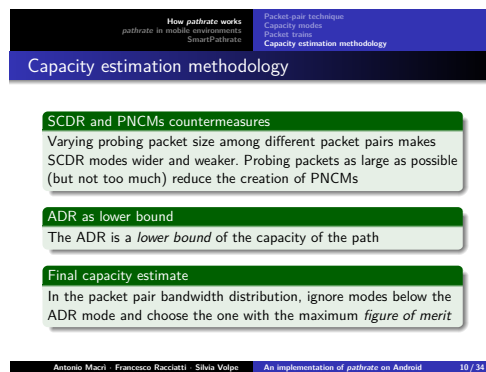 How pathrate works
pathrate in mobile environments
SmartPathrate
Packet-pair technique
Capacity modes
Packet trains
Capacity estimation methodology
Capacity estimation methodology
SCDR and PNCMs countermeasures
Varying probing packet size among different packet pairs makes
SCDR modes wider and weaker. Probing packets as large as possible
(but not too much) reduce the creation of PNCMs
ADR as lower bound
The ADR is a lower bound of the capacity of the path
Final capacity estimate
In the packet pair bandwidth distribution, ignore modes below the
ADR mode and choose the one with the maximum figure of merit
Antonio Macrì · Francesco Racciatti · Silvia Volpe
An implementation of pathrate on Android
10 / 34